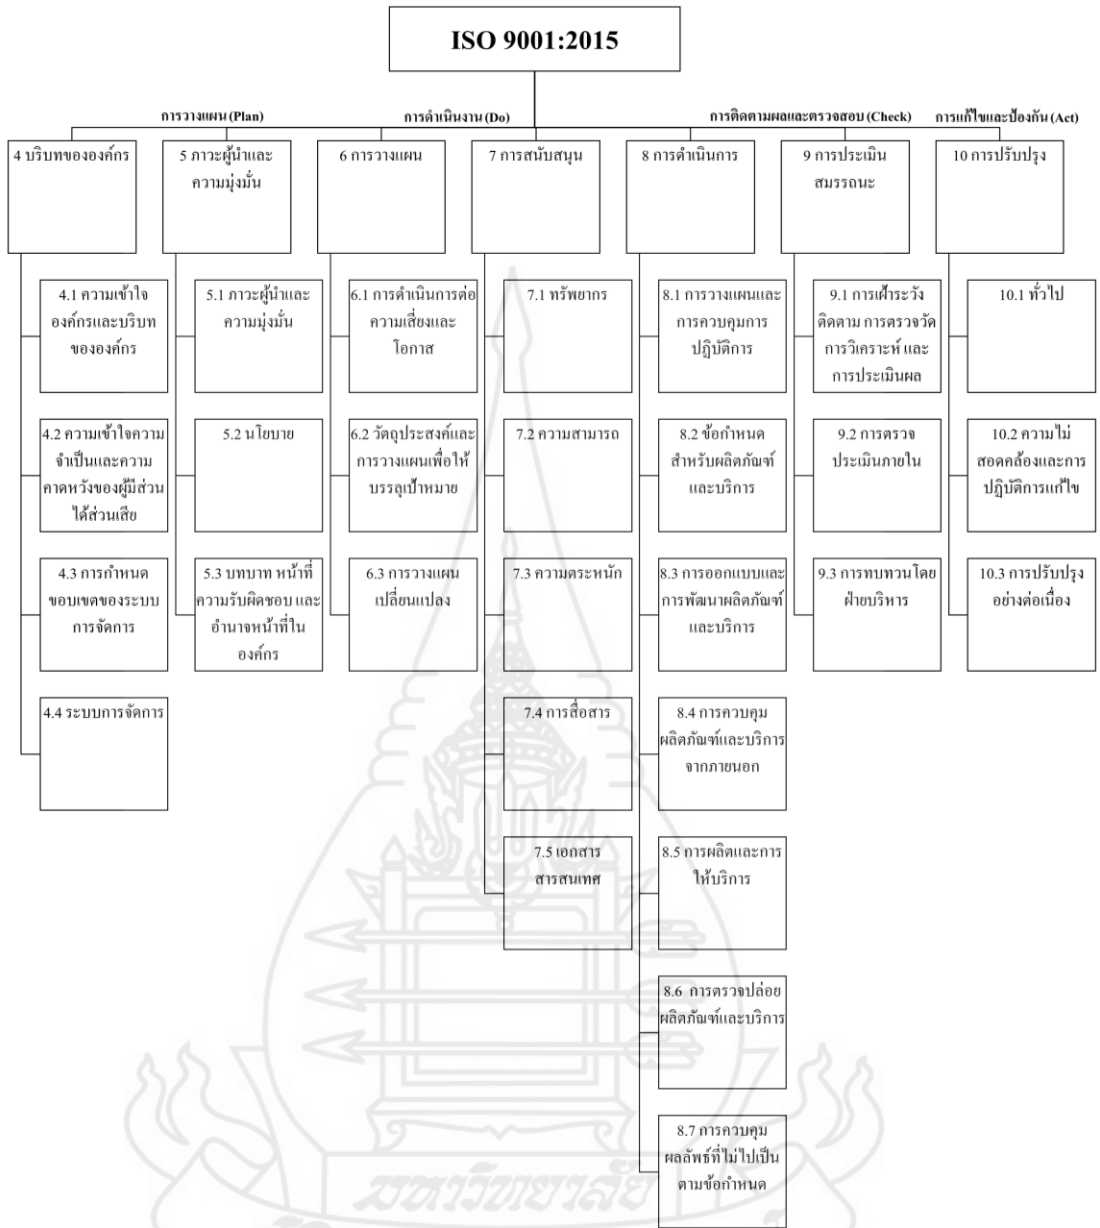 ISO 9001:2015
การวางแผน (Plan)
การดำเนินงาน (Do)
การติดตามผลและตรวจสอบ (Check)
การแก้ไขและป้องกัน (Act)
4 บริบทขององค์กร
5 ภาวะผู้นำและ
ความมุ่งมั่น
6 การวางแผน
7 การสนับสนุน
8 การดำเนินการ
9 การประเมิน
สมรรถนะ
10 การปรับปรุง
4.1 ความเข้าใจ
องค์กรและบริบท
ขององค์กร
5.1 ภาวะผู้นำและ
ความมุ่งมั่น
6.1 การดำเนินการต่อ
ความเสี่ยงและ
โอกาส
7.1 ทรัพยากร
8.1 การวางแผนและ
การควบคุมการ
ปฏิบัติการ
9.1 การเฝ้าระวัง
ติดตาม การตรวจวัด
การวิเคราะห์ และ
การประเมินผล
10.1 ทั่วไป
4.2 ความเข้าใจความ
จำเป็นและความ
คาดหวังของผู้มีส่วน
ได้ส่วนเสีย
5.2 นโยบาย
6.2 วัตถุประสงค์และ
การวางแผนเพื่อให้
บรรลุเป้าหมาย
7.2 ความสามารถ
8.2 ข้อกำหนด
สำหรับผลิตภัณฑ์
และบริการ
9.2 การตรวจ
ประเมินภายใน
10.2 ความไม่
สอดคล้องและการ
ปฏิบัติการแก้ไข
4.3 การกำหนด
ขอบเขตของระบบ
การจัดการ
5.3 บทบาท หน้าที่
ความรับผิดชอบ และ
อำนาจหน้าที่ใน
องค์กร
6.3 การวางแผน
เปลี่ยนแปลง
7.3 ความตระหนัก
8.3 การออกแบบและ
การพัฒนาผลิตภัณฑ์
และบริการ
9.3 การทบทวนโดย
ฝ่ายบริหาร
10.3 การปรับปรุง
อย่างต่อเนื่อง
4.4 ระบบการจัดการ
7.4 การสื่อสาร
8.4 การควบคุม
ผลิตภัณฑ์และบริการ
จากภายนอก
7.5 เอกสาร
สารสนเทศ
8.5 การผลิตและการ
ให้บริการ
8.6 การตรวจปล่อย
ผลิตภัณฑ์และบริการ
8.7 การควบคุม
ผลลัพธ์ที่ไม่ไปเป็น
ตามข้อกำหนด
มหาวิทยาลัย